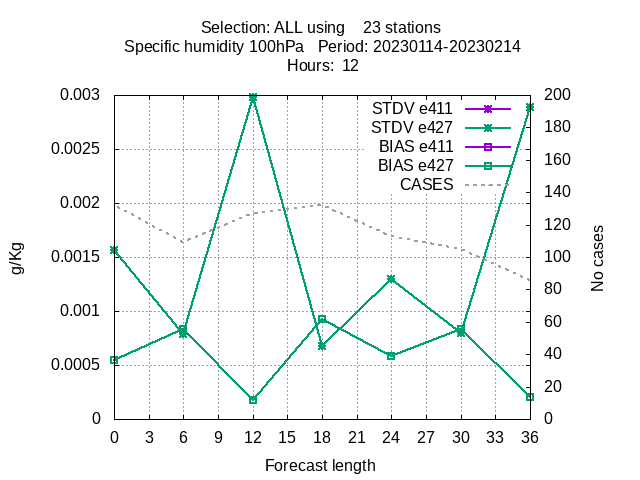 Selection: ALL using    23 stations
Specific humidity 100hPa   Period: 20230114-20230214
Hours:  12
STDV e411
STDV e427
BIAS e411
BIAS e427
CASES
0.003
0.0025
0.002
0.0015
0.001
0.0005
0
200
180
160
140
120
100
80
60
40
20
0
g/Kg
No cases
0 3 6 9 12 15 18 21 24 27 30 33 36
Forecast length